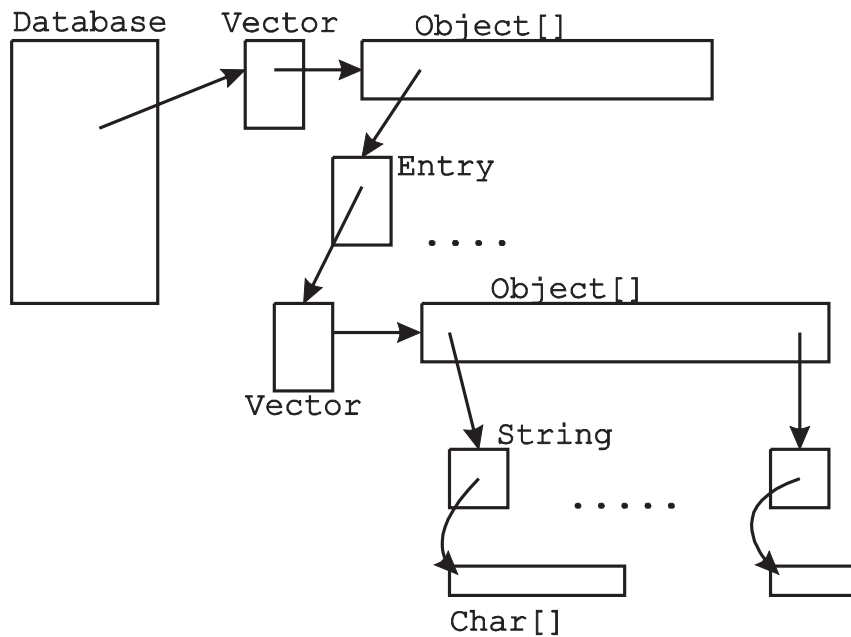 Database
Vector
Object[]
Entry
. . . .
Object[]
Vector
String
. . . . .
Char[]